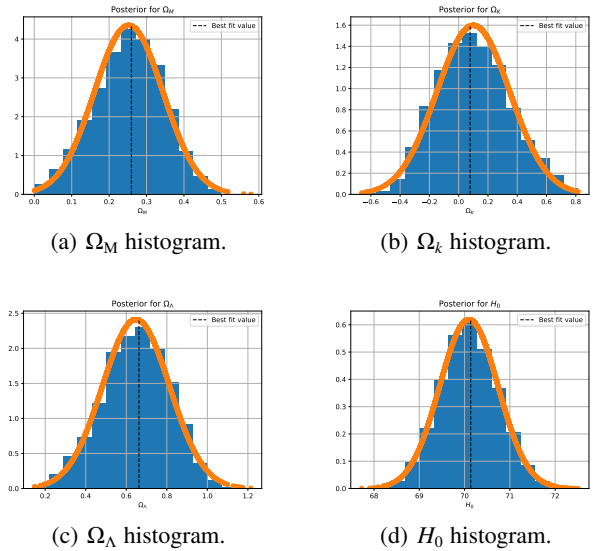 Posterior for Ω_M
Best fit value
4
3
2
1
0
0.0 0.1 0.2 0.3 0.4 0.5 0.6
Ω_M
(a) Ω_M histogram.
Posterior for Ω_K
Best fit value
1.6
1.4
1.2
1.0
0.8
0.6
0.4
0.2
0.0
−0.6 −0.4 −0.2 0.0 0.2 0.4 0.6 0.8
Ω_K
(b) Ω_k histogram.
Posterior for Ω_Λ
Best fit value
2.5
2.0
1.5
1.0
0.5
0.0
0.2 0.4 0.6 0.8 1.0 1.2
Ω_Λ
(c) Ω_Λ histogram.
Posterior for H_0
Best fit value
0.6
0.5
0.4
0.3
0.2
0.1
0.0
68 69 70 71 72
H_0
(d) H_0 histogram.